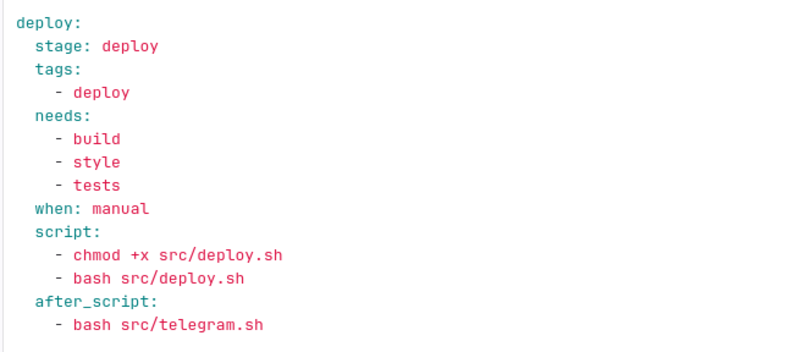 deploy:
  stage: deploy
  tags:
    - deploy
  needs:
    - build
    - style
    - tests
  when: manual
  script:
    - chmod +x src/deploy.sh
    - bash src/deploy.sh
  after_script:
    - bash src/telegram.sh